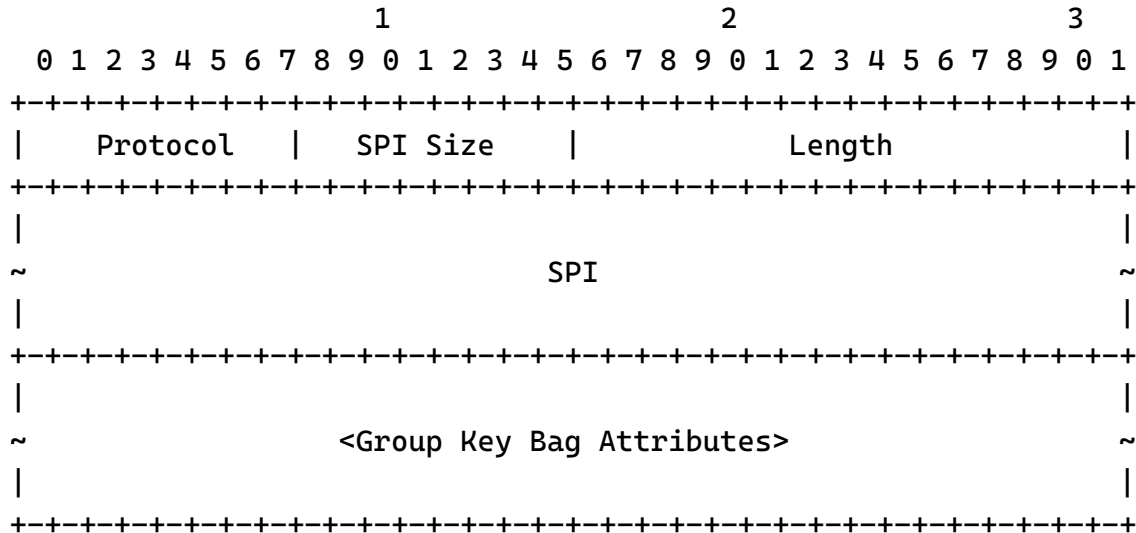 1                   2                   3
 0 1 2 3 4 5 6 7 8 9 0 1 2 3 4 5 6 7 8 9 0 1 2 3 4 5 6 7 8 9 0 1
+-+-+-+-+-+-+-+-+-+-+-+-+-+-+-+-+-+-+-+-+-+-+-+-+-+-+-+-+-+-+-+-+
|    Protocol   |   SPI Size    |            Length             |
+-+-+-+-+-+-+-+-+-+-+-+-+-+-+-+-+-+-+-+-+-+-+-+-+-+-+-+-+-+-+-+-+
|                                                               |
~                              SPI                              ~
|                                                               |
+-+-+-+-+-+-+-+-+-+-+-+-+-+-+-+-+-+-+-+-+-+-+-+-+-+-+-+-+-+-+-+-+
|                                                               |
~                  <Group Key Bag Attributes>                   ~
|                                                               |
+-+-+-+-+-+-+-+-+-+-+-+-+-+-+-+-+-+-+-+-+-+-+-+-+-+-+-+-+-+-+-+-+